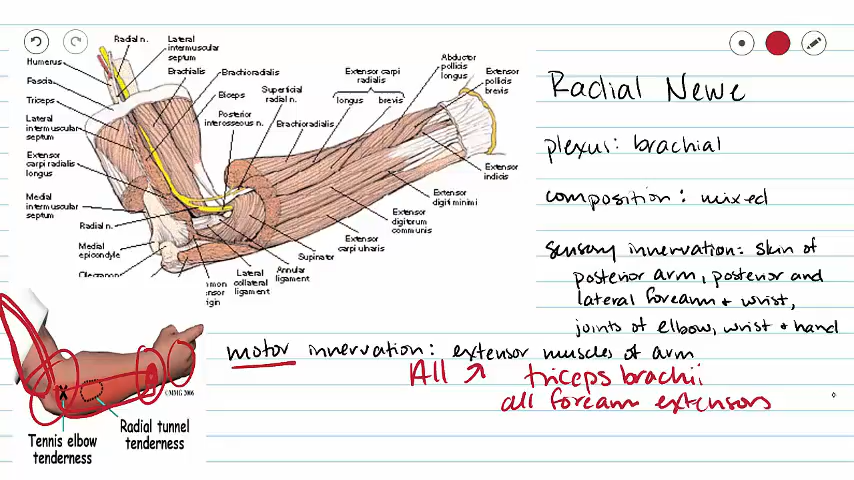 Radial n.
Lateral
intermuscular
septum
Humerus
Fascia
Triceps
Lateral
intermuscular
septum
Extensor
carpi radialis
longus
Medial
intermuscular
septum
Radial n.
Medial
epicondyle
Olecranon
Brachialis
Brachioradialis
Biceps
Superficial
radial n.
Posterior
interosseous n.
Brachioradialis
Extensor carpi
radialis
longus brevis
Abductor
pollicis
longus
Extensor
pollicis
brevis
Extensor
indicis
Extensor
digiti minimi
Extensor
digitorum
communis
Extensor
carpi ulnaris
Supinator
Annular
ligament
Lateral
collateral
ligament
mmon
ensor
rigin
Radial Nerve
plexus: brachial
composition: mixed
sensory innervation: skin of
posterior arm, posterior and
lateral forearm + wrist,
joints of elbow, wrist + hand
motor innervation: extensor muscles of arm
All ↗ triceps brachii
all forearm extensors
©MMG 2006
Tennis elbow
tenderness
Radial tunnel
tenderness